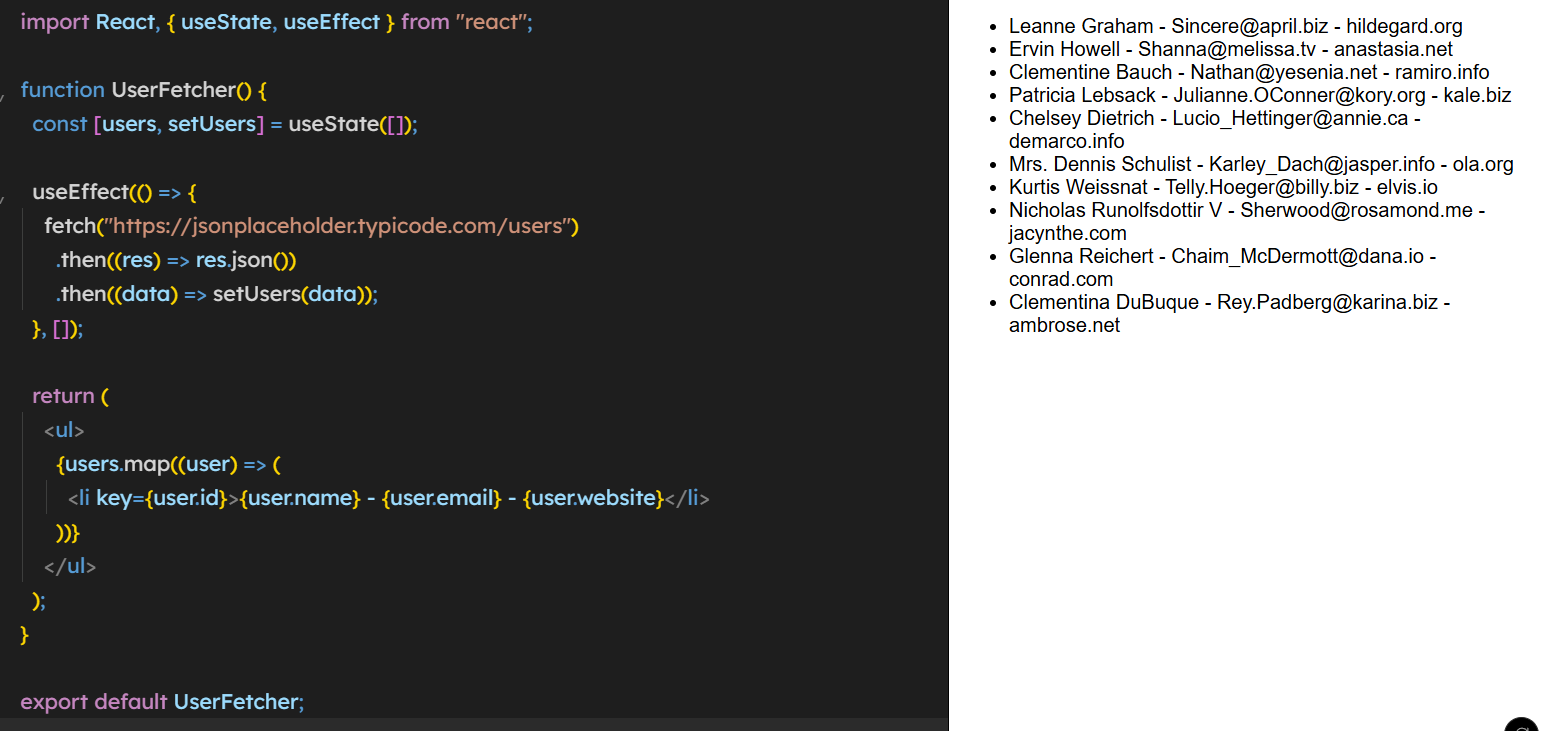 import React, { useState, useEffect } from "react";
function UserFetcher() {
const [users, setUsers] = useState([]);
useEffect(() => {
fetch("https://jsonplaceholder.typicode.com/users")
.then((res) => res.json())
.then((data) => setUsers(data));
}, []);
return (
<ul>
{users.map((user) => (
<li key={user.id}>{user.name} - {user.email} - {user.website}</li>
))}
</ul>
);
}
export default UserFetcher;
• Leanne Graham - Sincere@april.biz - hildegard.org
• Ervin Howell - Shanna@melissa.tv - anastasia.net
• Clementine Bauch - Nathan@yesenia.net - ramiro.info
• Patricia Lebsack - Julianne.OConner@kory.org - kale.biz
• Chelsey Dietrich - Lucio_Hettinger@annie.ca -
demarco.info
• Mrs. Dennis Schulist - Karley_Dach@jasper.info - ola.org
• Kurtis Weissnat - Telly.Hoeger@billy.biz - elvis.io
• Nicholas Runolfsdottir V - Sherwood@rosamond.me -
jacynthe.com
• Glenna Reichert - Chaim_McDermott@dana.io -
conrad.com
• Clementina DuBuque - Rey.Padberg@karina.biz -
ambrose.net